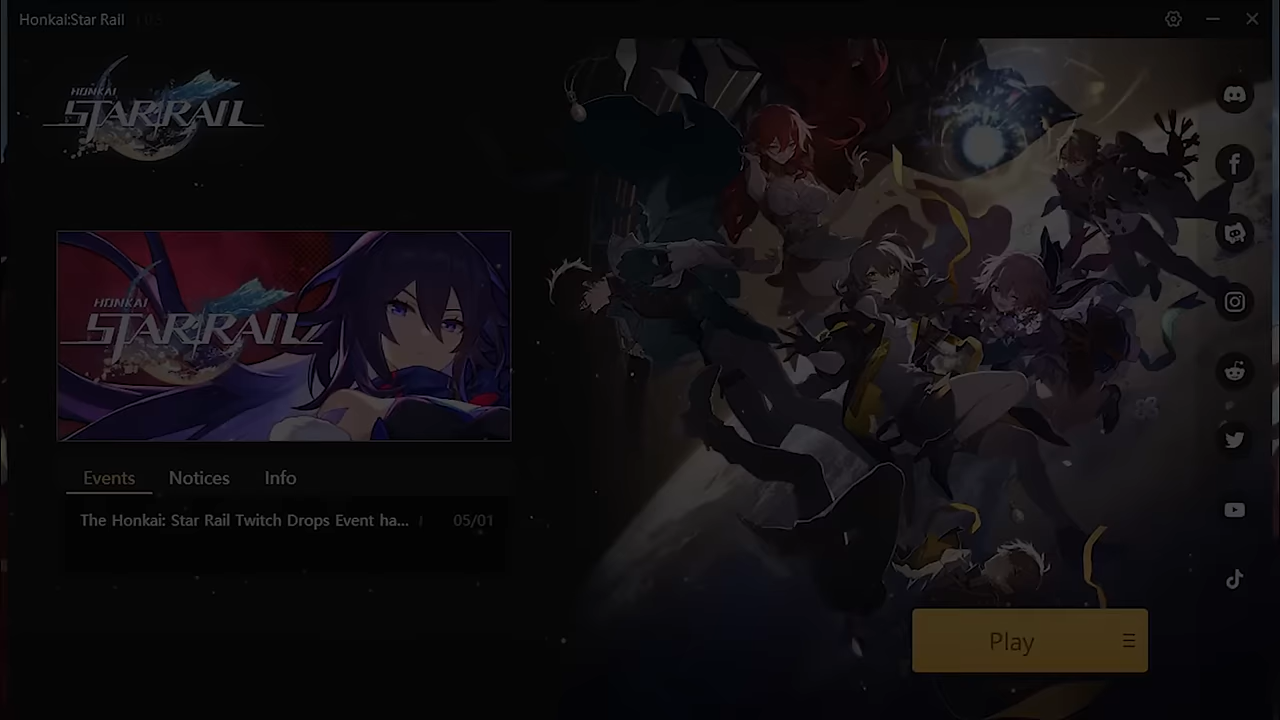 Honkai:Star Rail
HONKAI
STAR RAIL
HONKAI
STAR RAIL
Events Notices Info
The Honkai: Star Rail Twitch Drops Event ha... 05/01
Play